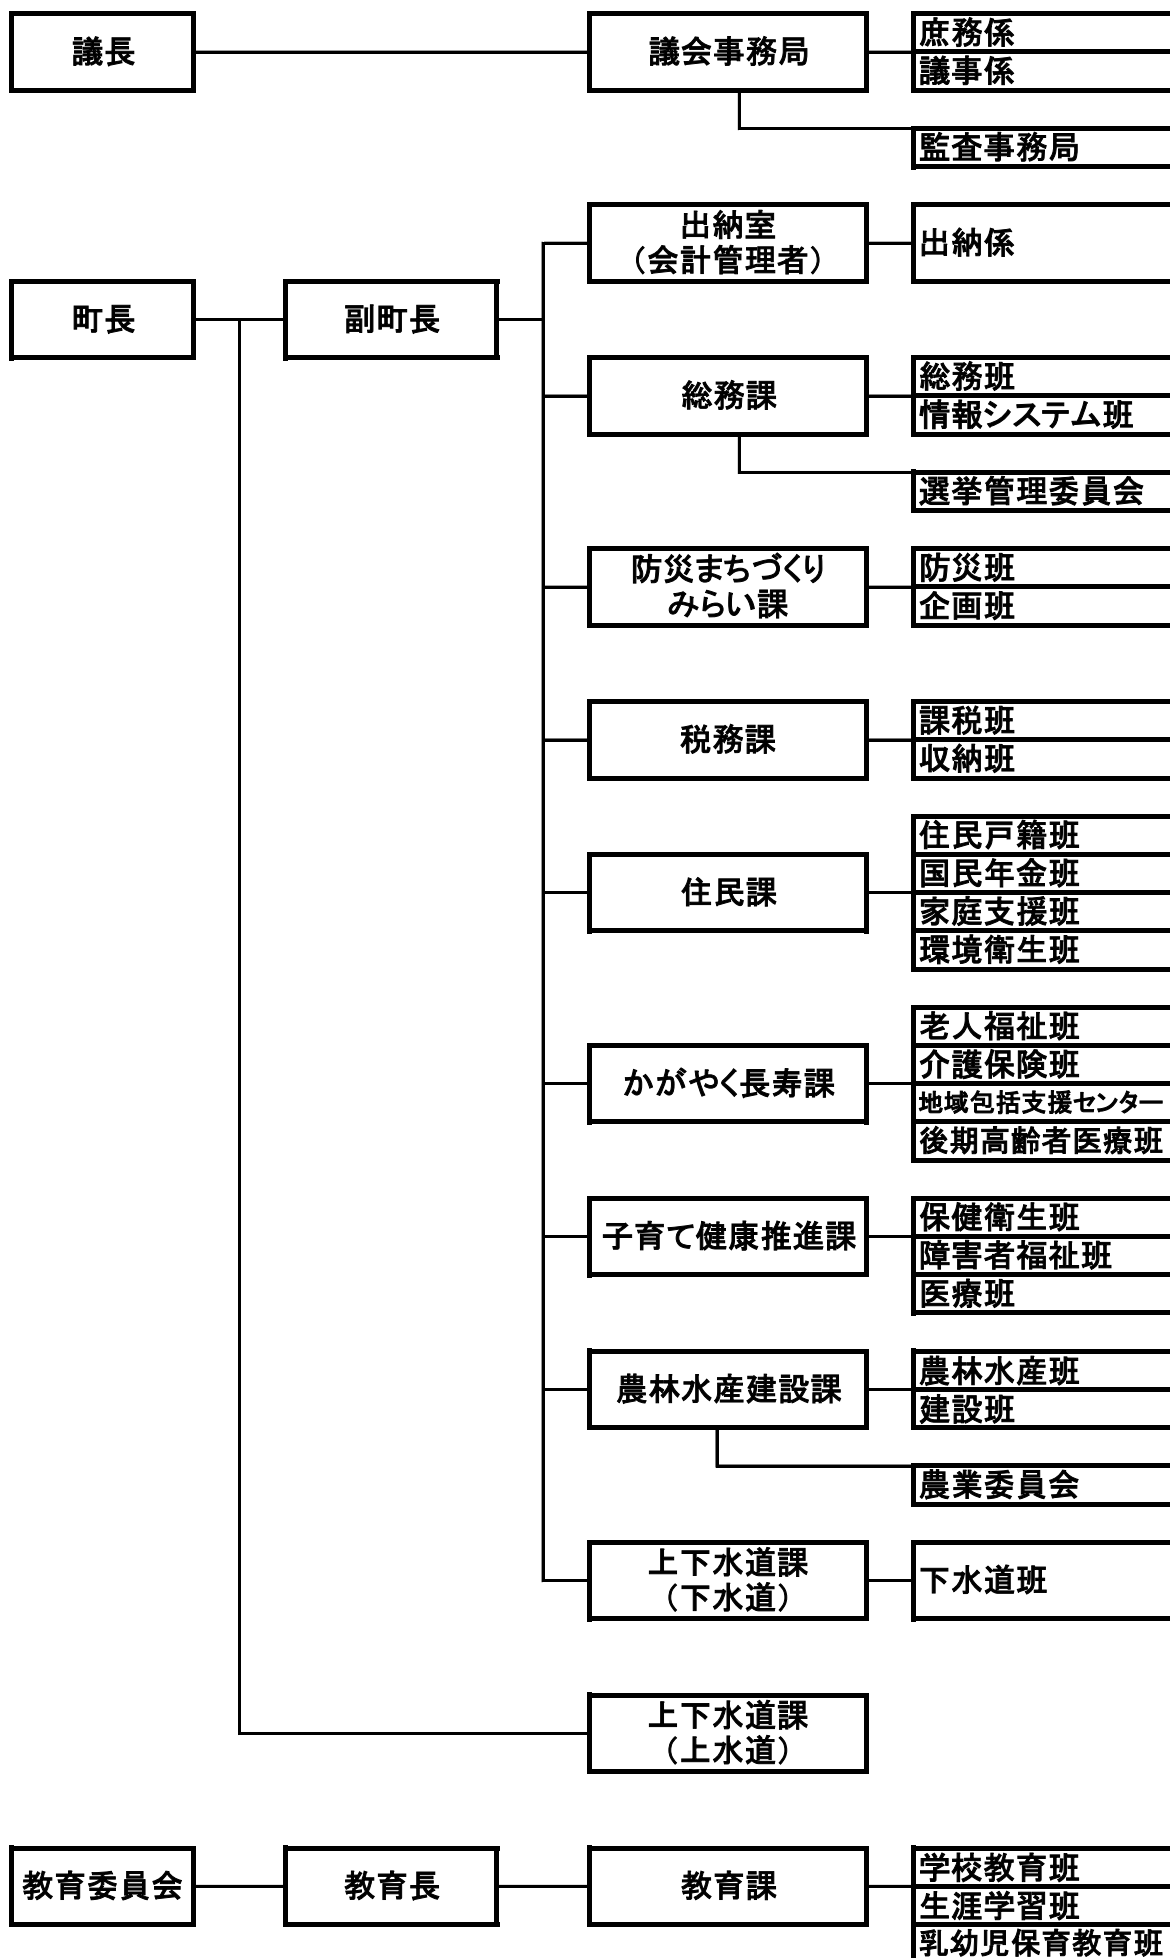 議長
議会事務局
庶務係
議事係
監査事務局
出納室
（会計管理者）
出納係
町長
副町長
総務課
総務班
情報システム班
選挙管理委員会
防災まちづくり
みらい課
防災班
企画班
税務課
課税班
収納班
住民課
住民戸籍班
国民年金班
家庭支援班
環境衛生班
かがやく長寿課
老人福祉班
介護保険班
地域包括支援センター
後期高齢者医療班
子育て健康推進課
保健衛生班
障害者福祉班
医療班
農林水産建設課
農林水産班
建設班
農業委員会
上下水道課
（下水道）
下水道班
上下水道課
（上水道）
教育委員会
教育長
教育課
学校教育班
生涯学習班
乳幼児保育教育班